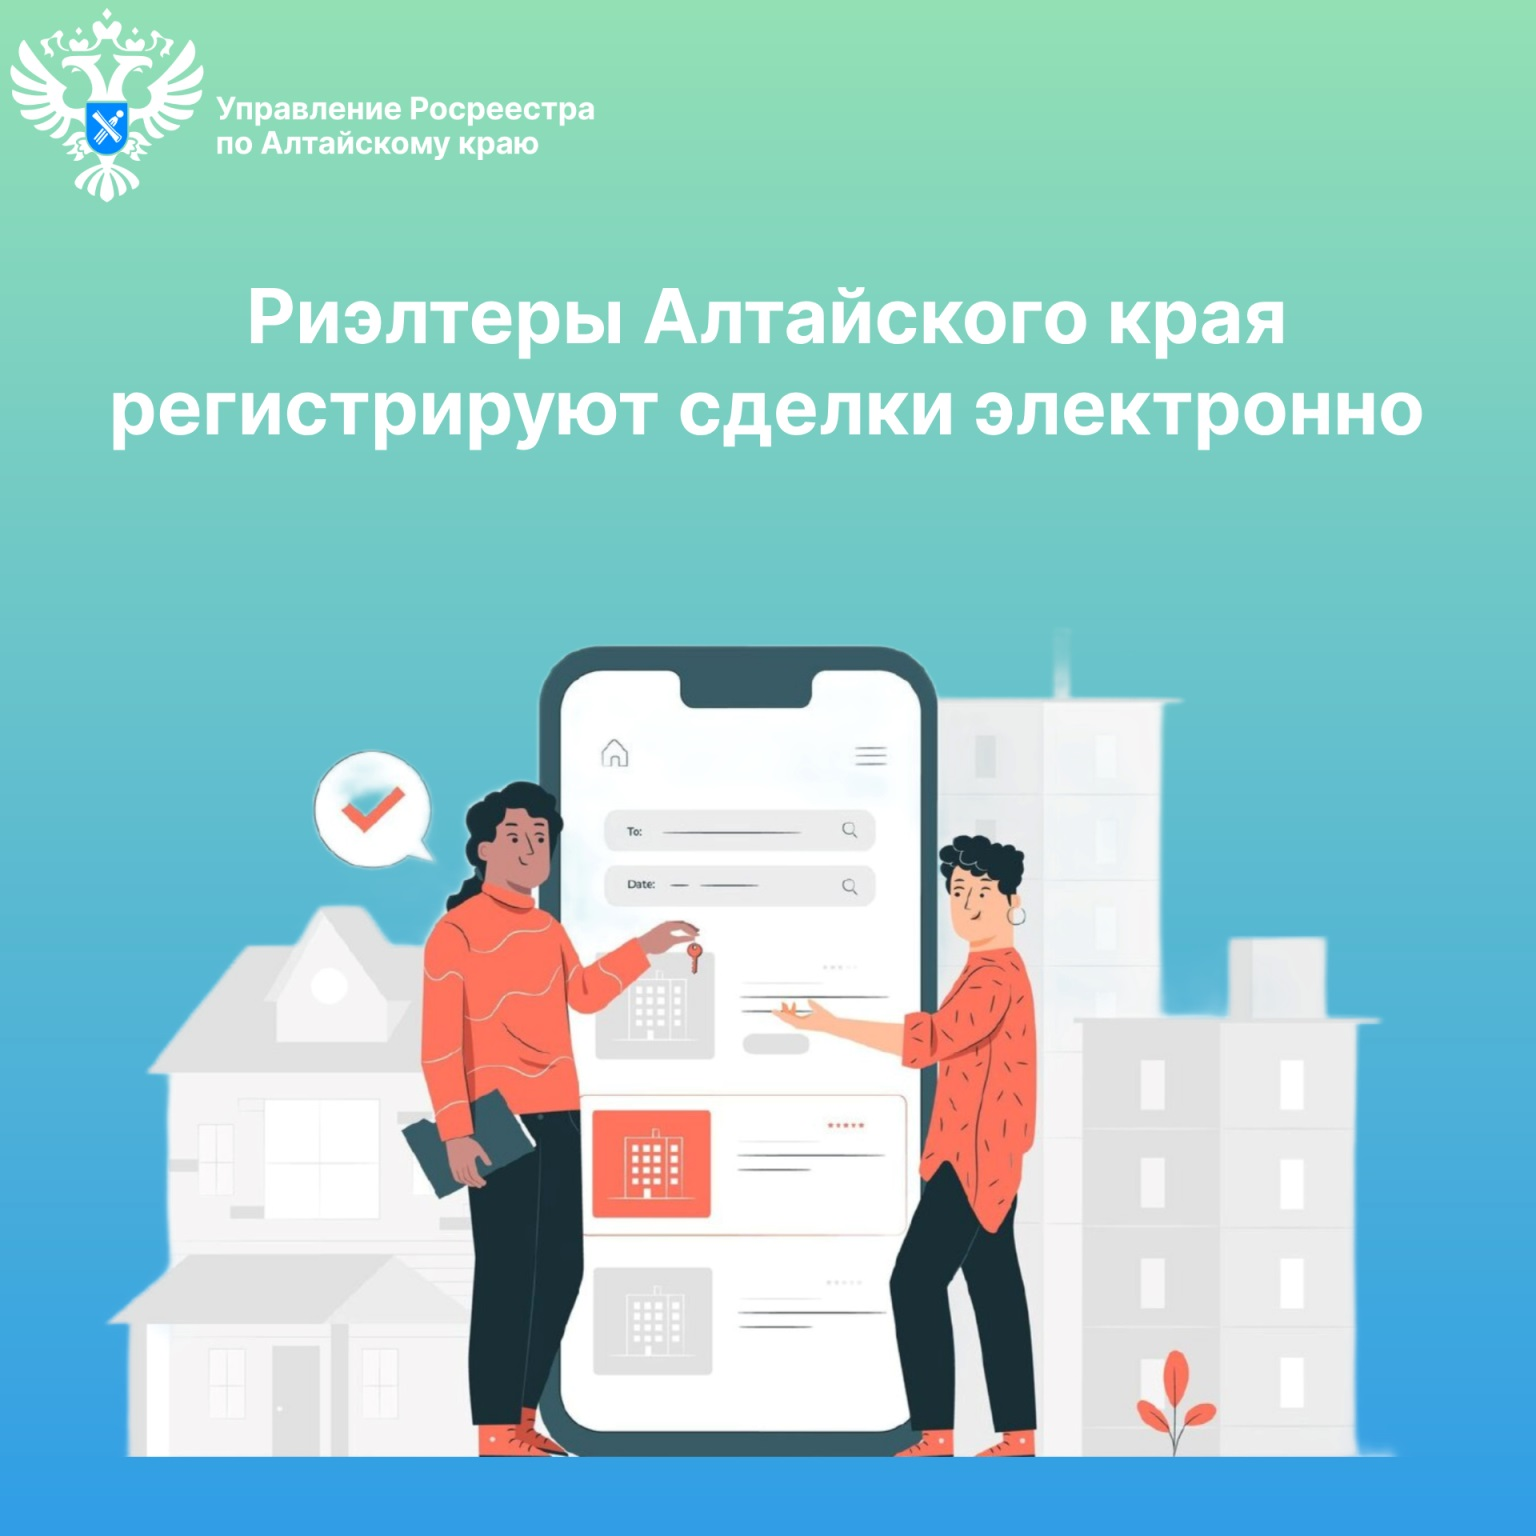 Управление Росреестра
по Алтайскому краю
Риэлтеры Алтайского края
регистрируют сделки электронно
To:
Date: